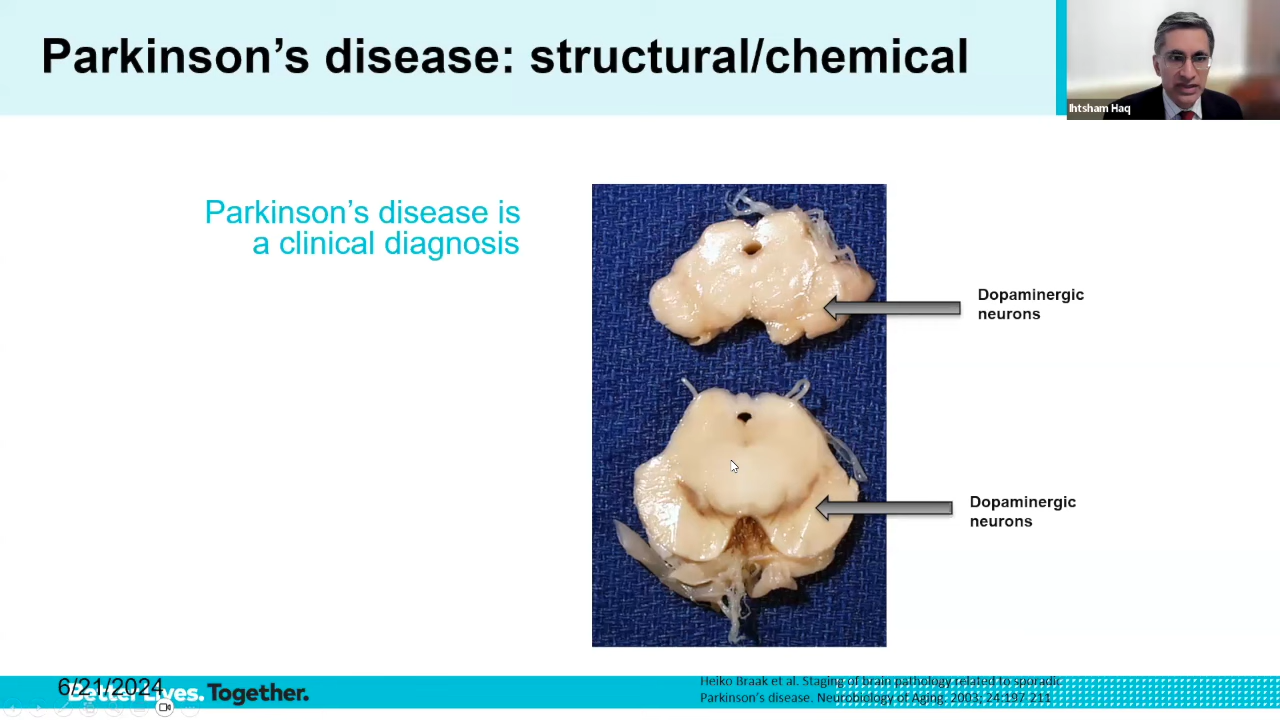 Parkinson’s disease: structural/chemical
Ihtsham Haq
Parkinson’s disease is
a clinical diagnosis
Dopaminergic
neurons
Dopaminergic
neurons
6/21/2024
Better Lives. Together.
Heiko Braak et al. Staging of brain pathology related to sporadic
Parkinson’s disease. Neurobiology of Aging. 2003; 24:197 211